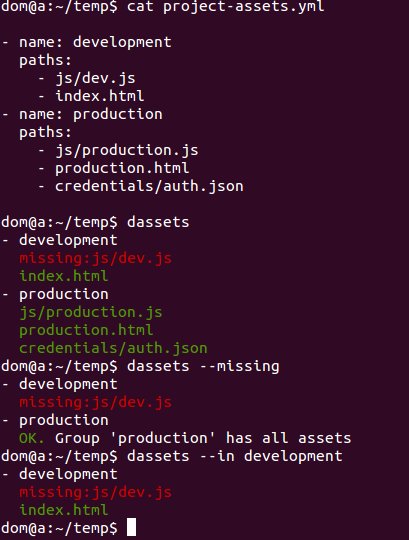 dom@a:~/temp$ cat project-assets.yml
- name: development
  paths:
    - js/dev.js
    - index.html
- name: production
  paths:
    - js/production.js
    - production.html
    - credentials/auth.json
dom@a:~/temp$ dassets
- development
  missing:js/dev.js
  index.html
- production
  js/production.js
  production.html
  credentials/auth.json
dom@a:~/temp$ dassets --missing
- development
  missing:js/dev.js
- production
  OK. Group 'production' has all assets
dom@a:~/temp$ dassets --in development
- development
  missing:js/dev.js
  index.html
dom@a:~/temp$